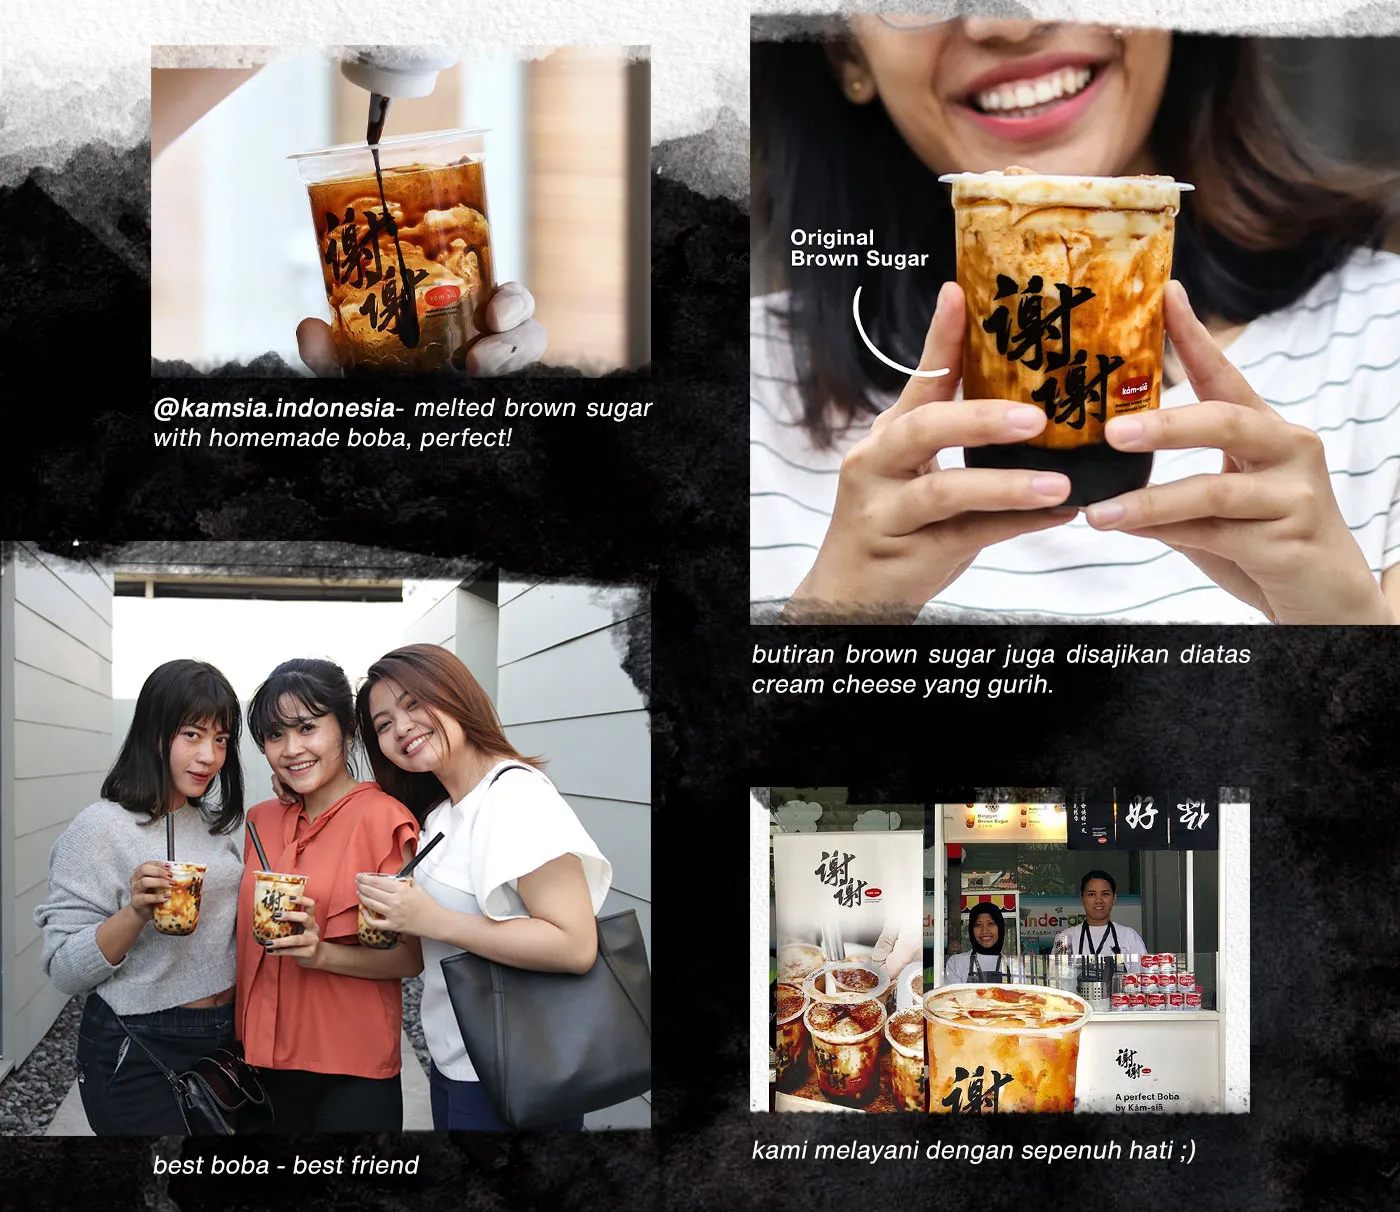 謝
謝
kám-siā
@kamsia.indonesia- melted brown sugar
with homemade boba, perfect!
Original
Brown Sugar
謝
謝
kám-siā
butiran brown sugar juga disajikan diatas
cream cheese yang gurih.
謝
謝
best boba - best friend
謝
謝
Brown Sugar
好
謝
謝
謝
A perfect Boba
by Kám-siā.
kami melayani dengan sepenuh hati ;)